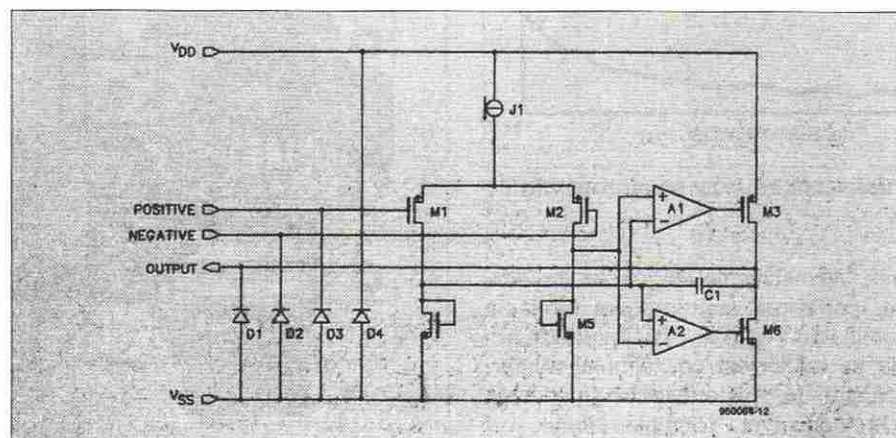 VDD
J1
POSITIVE
NEGATIVE
OUTPUT
M1
M2
+
A1
-
M3
C1
D1
D2
D3
D4
M5
+
A2
-
M6
VSS
950068-12